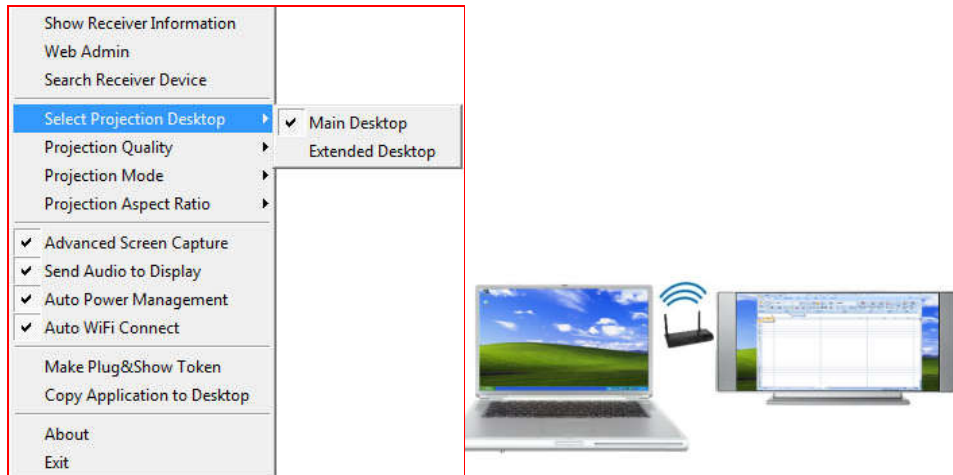 Show Receiver Information
Web Admin
Search Receiver Device
Select Projection Desktop
Main Desktop
Extended Desktop
Projection Quality
Projection Mode
Projection Aspect Ratio
Advanced Screen Capture
Send Audio to Display
Auto Power Management
Auto WiFi Connect
Make Plug&Show Token
Copy Application to Desktop
About
Exit